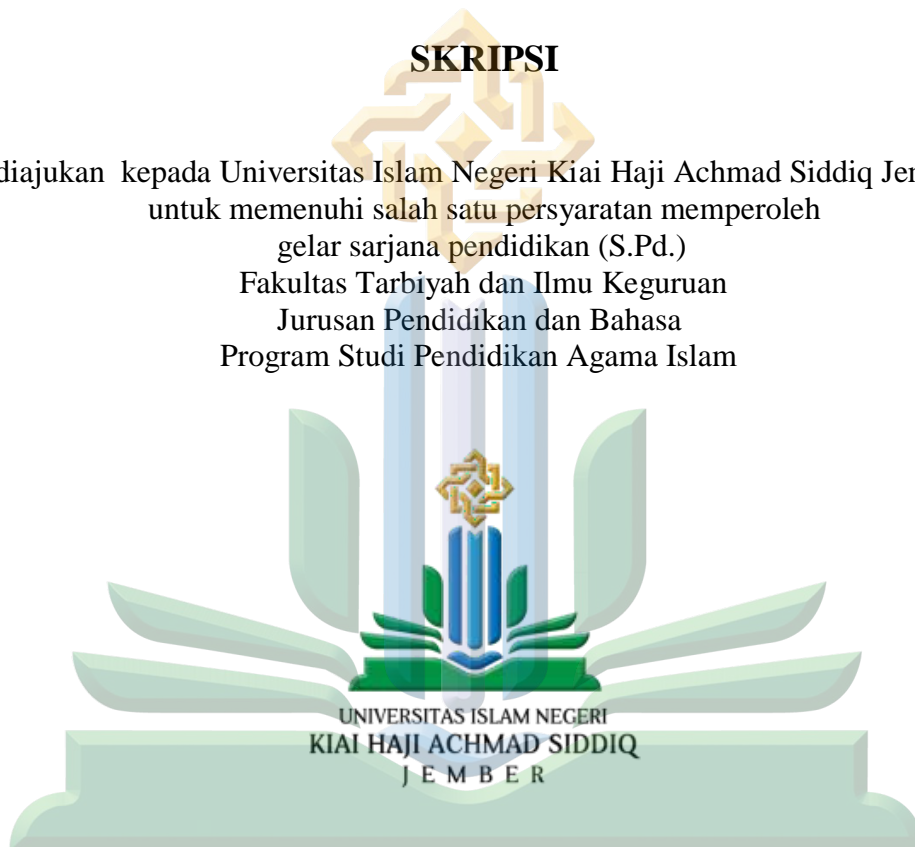 SKRIPSI
diajukan kepada Universitas Islam Negeri Kiai Haji Achmad Siddiq Je
untuk memenuhi salah satu persyaratan memperoleh
gelar sarjana pendidikan (S.Pd.)
Fakultas Tarbiyah dan Ilmu Keguruan
Jurusan Pendidikan dan Bahasa
Program Studi Pendidikan Agama Islam
UNIVERSITAS ISLAM NEGERI
KIAI HAJI ACHMAD SIDDIQ
JEMBER